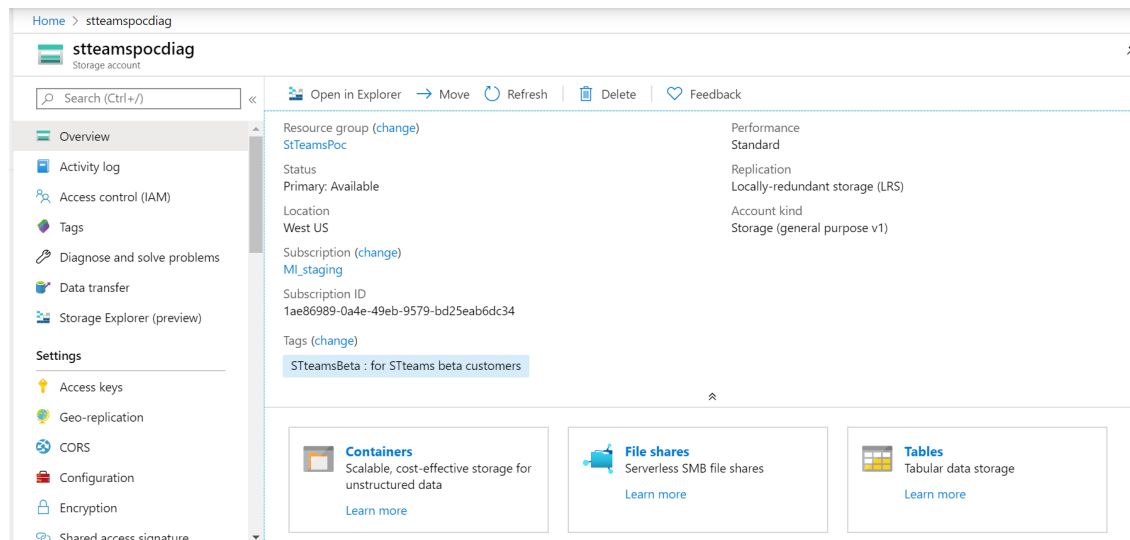 Home > stteamspocdiag
stteamspocdiag
Storage account
Search (Ctrl+/)
«
Overview
Activity log
Access control (IAM)
Tags
Diagnose and solve problems
Data transfer
Storage Explorer (preview)
Settings
Access keys
Geo-replication
CORS
Configuration
Encryption
Shared access signature
Open in Explorer Move Refresh Delete Feedback
Resource group (change)
StTeamsPoc
Status
Primary: Available
Location
West US
Subscription (change)
MI_staging
Subscription ID
1ae86989-0a4e-49eb-9579-bd25eab6dc34
Tags (change)
STteamsBeta : for STteams beta customers
Performance
Standard
Replication
Locally-redundant storage (LRS)
Account kind
Storage (general purpose v1)
Containers
Scalable, cost-effective storage for
unstructured data
Learn more
File shares
Serverless SMB file shares
Learn more
Tables
Tabular data storage
Learn more